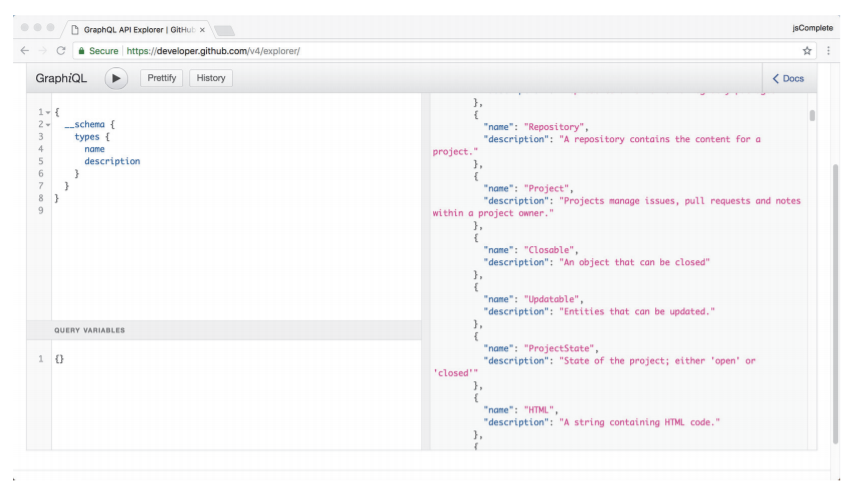 GraphQL API Explorer | GitHub
jsComplete
Secure
https://developer.github.com/v4/explorer/
GraphiQL
Prettify
History
Docs
1 {
2 __schema {
3 types {
4 name
5 description
6 }
7 }
8 }
9
QUERY VARIABLES
1 {}
},
{
"name": "Repository",
"description": "A repository contains the content for a
project."
},
{
"name": "Project",
"description": "Projects manage issues, pull requests and notes
within a project owner."
},
{
"name": "Closable",
"description": "An object that can be closed"
},
{
"name": "Updatable",
"description": "Entities that can be updated."
},
{
"name": "ProjectState",
"description": "State of the project; either 'open' or
'closed'"
},
{
"name": "HTML",
"description": "A string containing HTML code."
},
{